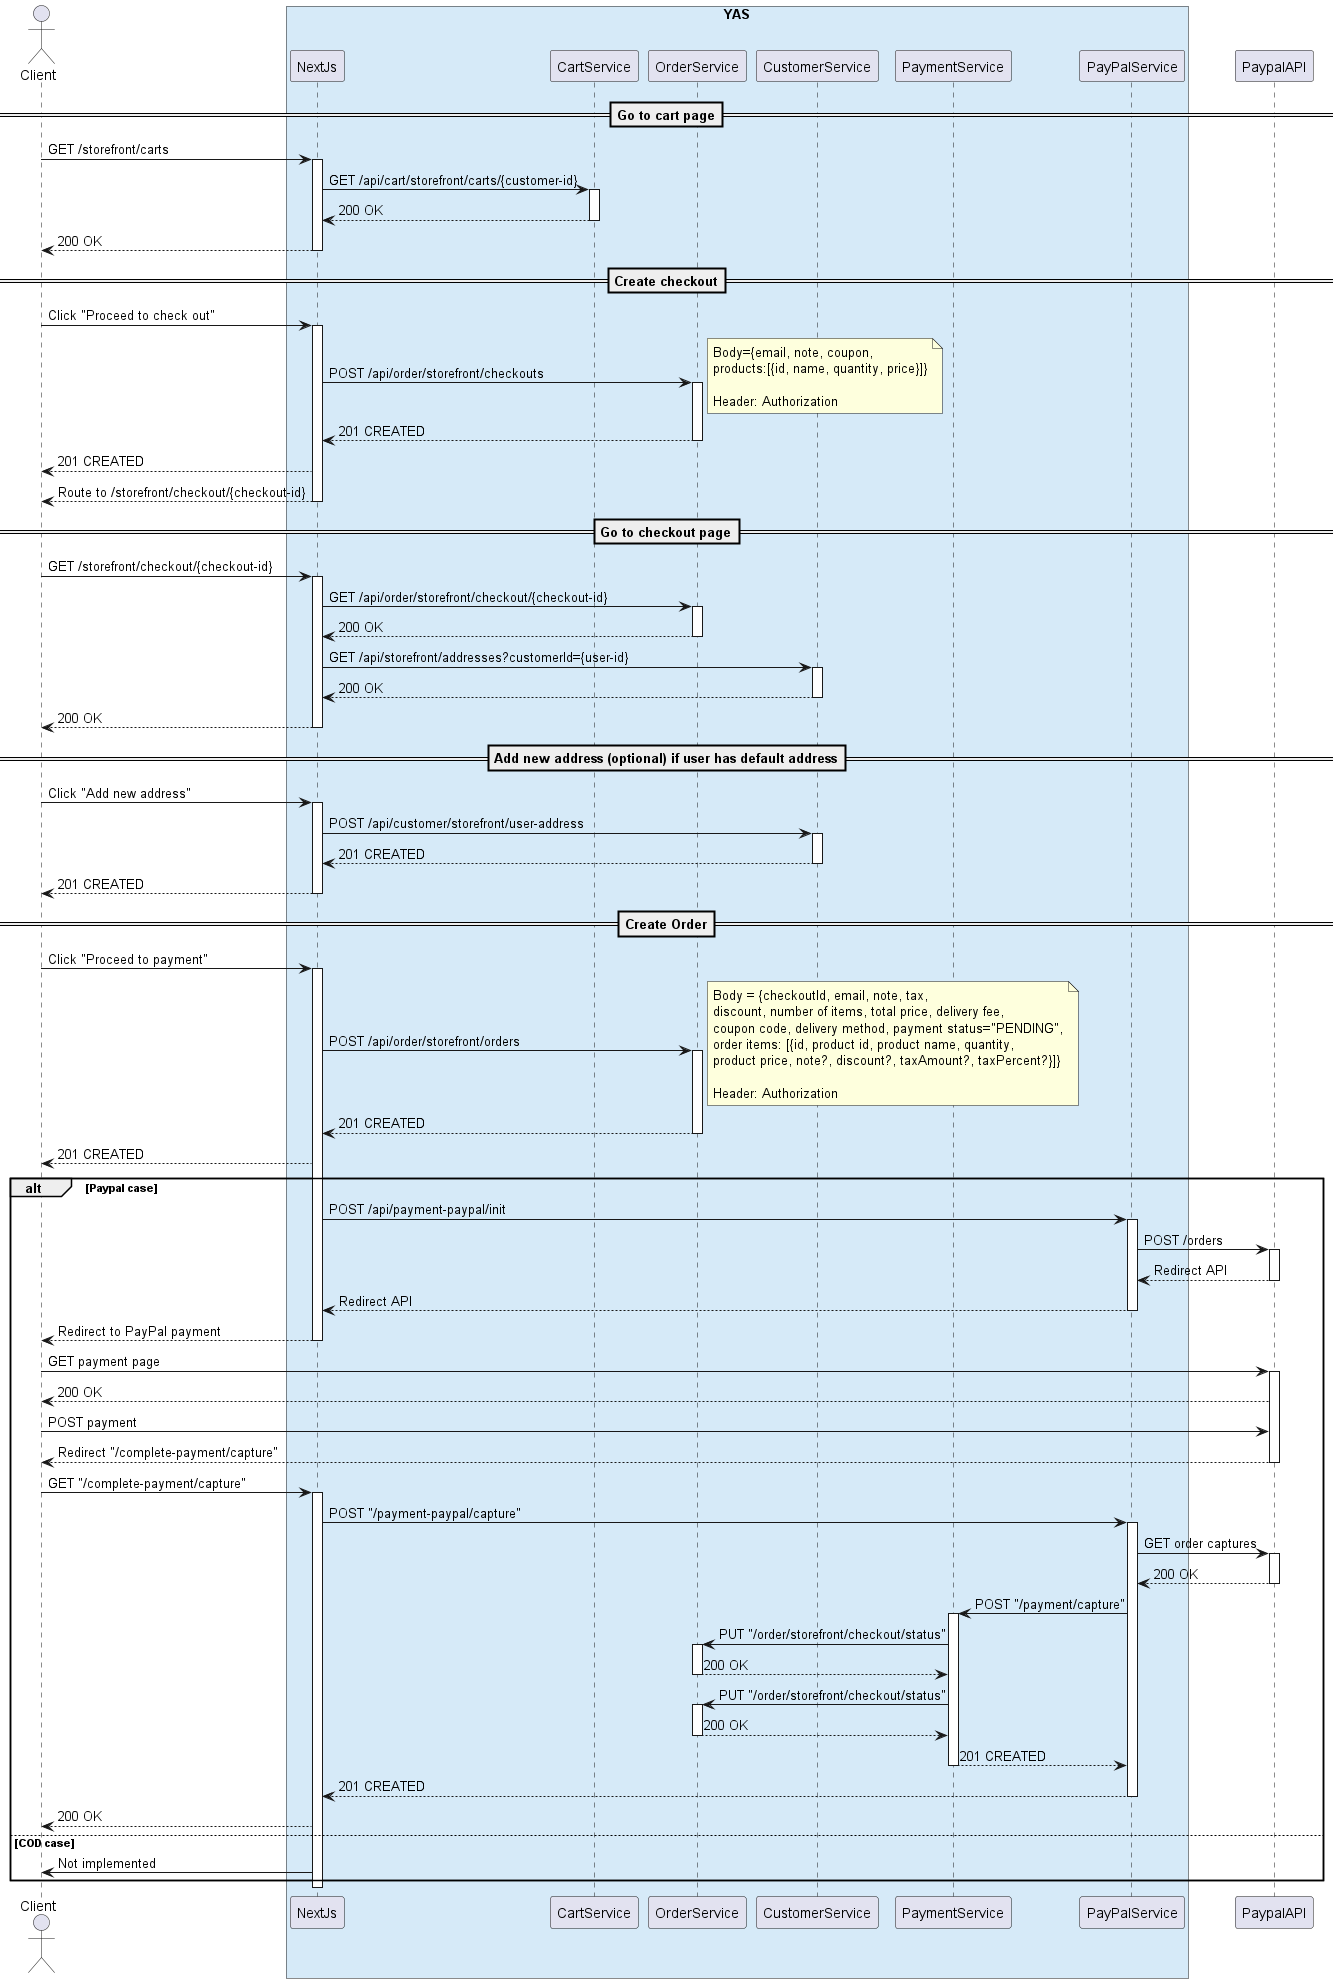 YAS
Client
NextJs
CartService
OrderService
CustomerService
PaymentService
PayPalService
PaypalAPI
Go to cart page
GET /storefront/carts
GET /api/cart/storefront/carts/{customer-id}
200 OK
200 OK
Create checkout
Click "Proceed to check out"
Body={email, note, coupon,
products:[{id, name, quantity, price}]}
Header: Authorization
POST /api/order/storefront/checkouts
201 CREATED
201 CREATED
Route to /storefront/checkout/{checkout-id}
Go to checkout page
GET /storefront/checkout/{checkout-id}
GET /api/order/storefront/checkout/{checkout-id}
200 OK
GET /api/storefront/addresses?customerId={user-id}
200 OK
200 OK
Add new address (optional) if user has default address
Click "Add new address"
POST /api/customer/storefront/user-address
201 CREATED
201 CREATED
Create Order
Click "Proceed to payment"
Body = {checkoutId, email, note, tax,
discount, number of items, total price, delivery fee,
coupon code, delivery method, payment status="PENDING",
order items: [{id, product id, product name, quantity,
product price, note?, discount?, taxAmount?, taxPercent?}]}
Header: Authorization
POST /api/order/storefront/orders
201 CREATED
201 CREATED
alt [Paypal case]
POST /api/payment-paypal/init
POST /orders
Redirect API
Redirect API
Redirect to PayPal payment
GET payment page
200 OK
POST payment
Redirect "/complete-payment/capture"
GET "/complete-payment/capture"
POST "/payment-paypal/capture"
GET order captures
200 OK
POST "/payment/capture"
PUT "/order/storefront/checkout/status"
200 OK
PUT "/order/storefront/checkout/status"
200 OK
201 CREATED
201 CREATED
200 OK
[COD case]
Not implemented
Client
NextJs
CartService
OrderService
CustomerService
PaymentService
PayPalService
PaypalAPI